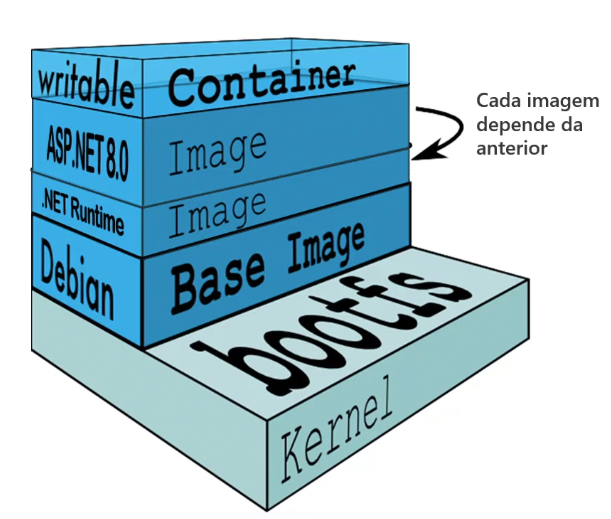 writable Container
ASP.NET 8.0 Image
.NET Runtime Image
Debian Base Image
bootfs
Kernel
Cada imagem
depende da
anterior